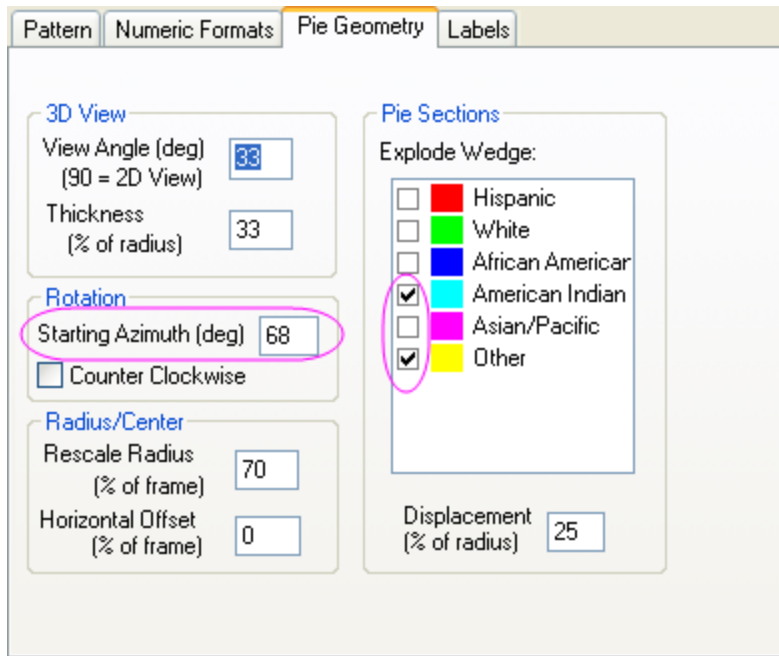 Pattern
Numeric Formats
Pie Geometry
Labels
3D View
View Angle (deg)
(90 = 2D View)
33
Thickness
(% of radius)
33
Rotation
Starting Azimuth (deg)
68
Counter Clockwise
Radius/Center
Rescale Radius
(% of frame)
70
Horizontal Offset
(% of frame)
0
Pie Sections
Explode Wedge:
Hispanic
White
African American
American Indian
Asian/Pacific
Other
Displacement
(% of radius)
25